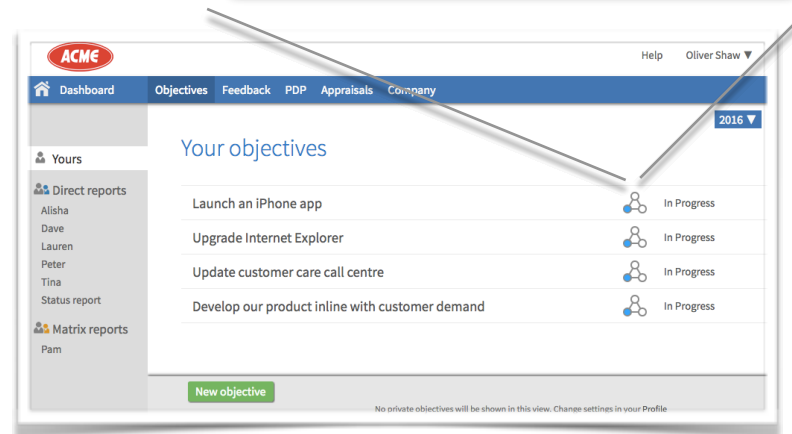 ACME
Help Oliver Shaw ▼
Dashboard Objectives Feedback PDP Appraisals Company
2016 ▼
Yours
Your objectives
Direct reports
Alisha
Dave
Lauren
Peter
Tina
Status report
Matrix reports
Pam
Launch an iPhone app In Progress
Upgrade Internet Explorer In Progress
Update customer care call centre In Progress
Develop our product inline with customer demand In Progress
New objective
No private objectives will be shown in this view. Change settings in your Profile